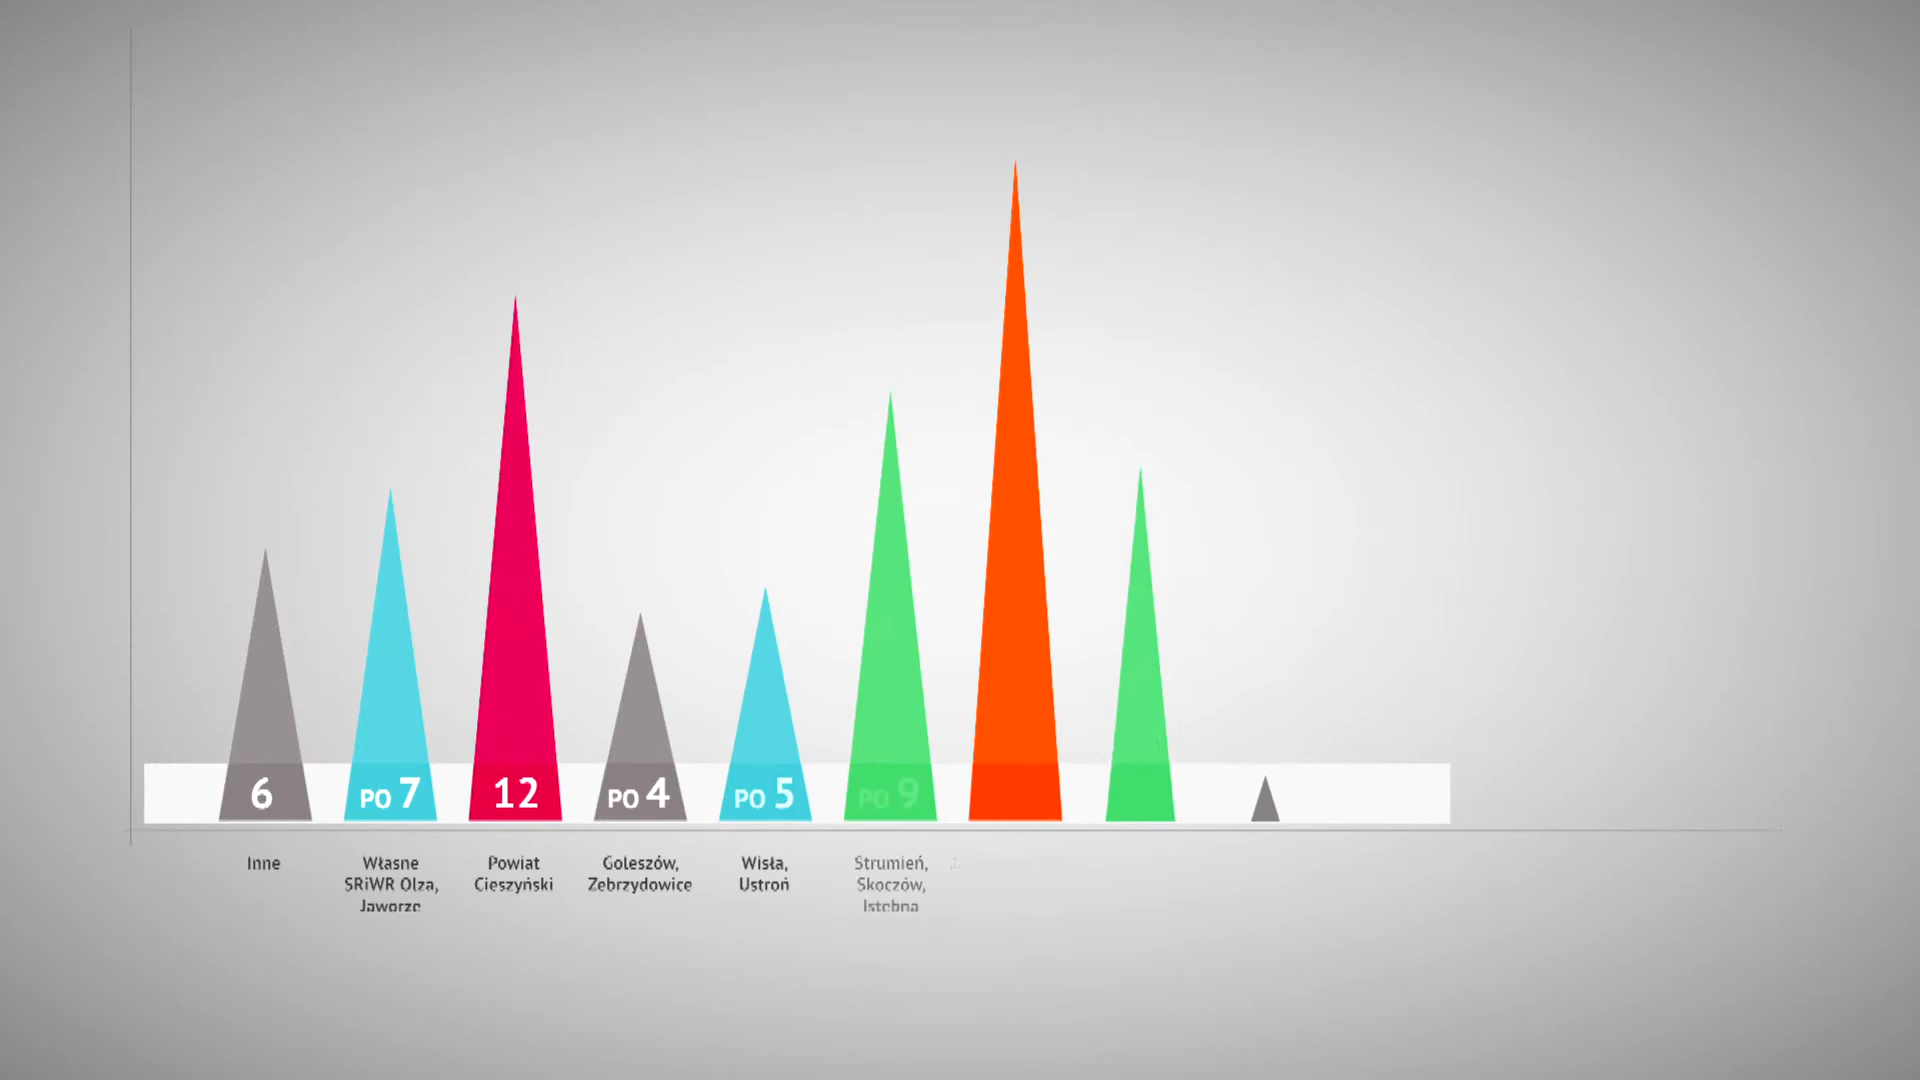 6
PO 7
12
PO 4
PO 5
PO 9
Inne
Własne
SRiWR Olza,
Jaworze
Powiat
Cieszyński
Goleszów,
Zebrzydowice
Wisła,
Ustroń
Strumień,
Skoczów,
Istebna